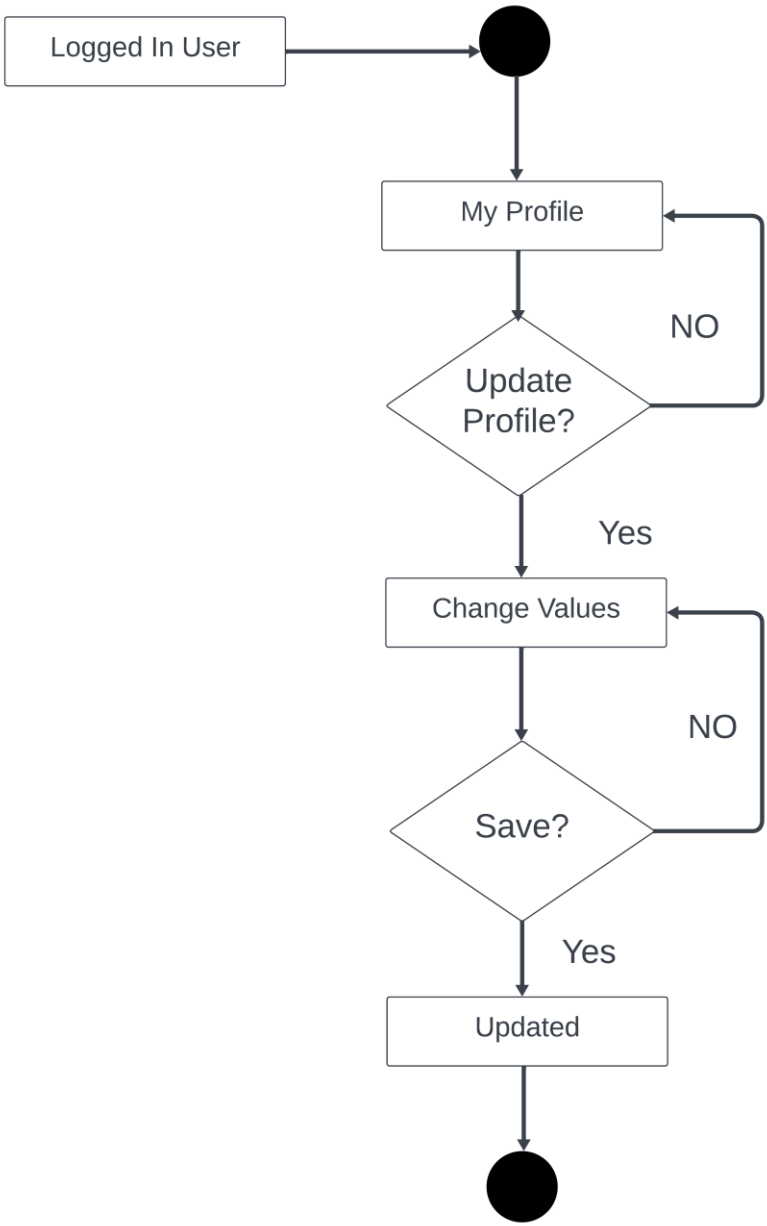 Logged In User
My Profile
NO
Update
Profile?
Yes
Change Values
NO
Save?
Yes
Updated